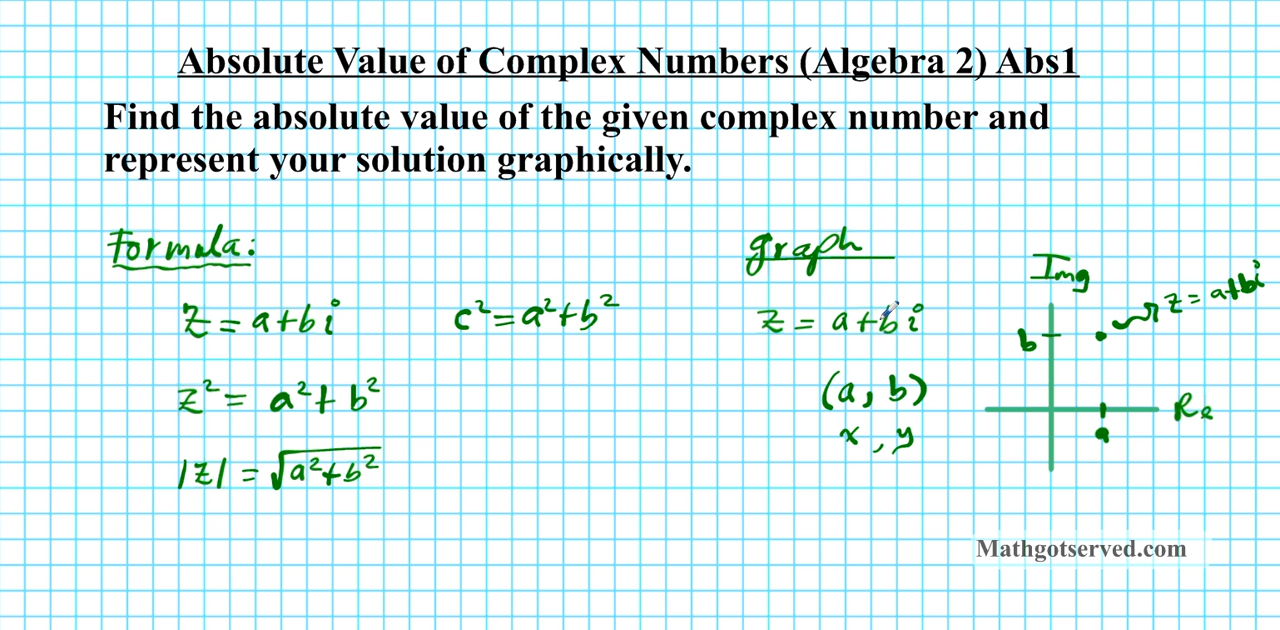 Absolute Value of Complex Numbers (Algebra 2) Abs1
Find the absolute value of the given complex number and
represent your solution graphically.
Formula:
z = a+bi
c² = a²+b²
z² = a²+b²
|z| = √a²+b²
graph
z = a+bi
(a, b)
x, y
Img
z = a+bi
b
Re
a
Mathgotserved.com